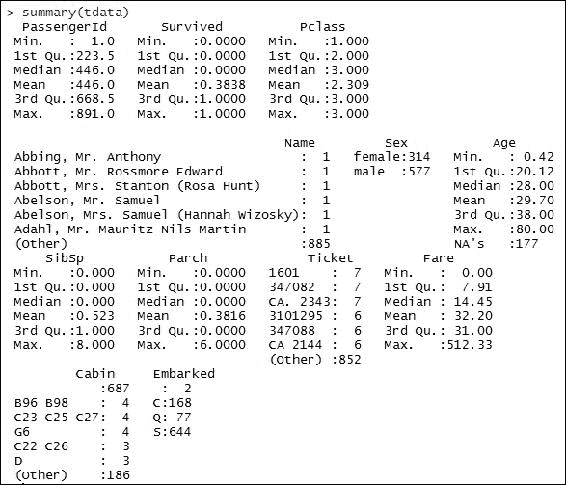 > summary(tdata)
PassengerId Survived Pclass
Min. : 1.0 Min. :0.0000 Min. :1.000
1st Qu.:223.5 1st Qu.:0.0000 1st Qu.:2.000
Median :446.0 Median :0.0000 Median :3.000
Mean :446.0 Mean :0.3838 Mean :2.309
3rd Qu.:668.5 3rd Qu.:1.0000 3rd Qu.:3.000
Max. :891.0 Max. :1.0000 Max. :3.000
Name Sex Age
Abbing, Mr. Anthony : 1 female:314 Min. : 0.42
Abbott, Mr. Rossmore Edward : 1 male :577 1st Qu.:20.12
Abbott, Mrs. Stanton (Rosa Hunt) : 1 Median :28.00
Abelson, Mr. Samuel : 1 Mean :29.70
Abelson, Mrs. Samuel (Hannah Wizosky): 1 3rd Qu.:38.00
Adahl, Mr. Mauritz Nils Martin : 1 Max. :80.00
(Other) :885 NA's :177
SibSp Parch Ticket Fare
Min. :0.000 Min. :0.0000 1601 : 7 Min. : 0.00
1st Qu.:0.000 1st Qu.:0.0000 347082 : 7 1st Qu.: 7.91
Median :0.000 Median :0.0000 CA. 2343: 7 Median : 14.45
Mean :0.523 Mean :0.3816 3101295 : 6 Mean : 32.20
3rd Qu.:1.000 3rd Qu.:0.0000 347088 : 6 3rd Qu.: 31.00
Max. :8.000 Max. :6.0000 CA 2144 : 6 Max. :512.33
(Other) :852
Cabin Embarked
:687 : 2
B96 B98 : 4 C:168
C23 C25 C27: 4 Q: 77
G6 : 4 S:644
C22 C26 : 3
D : 3
(Other) :186